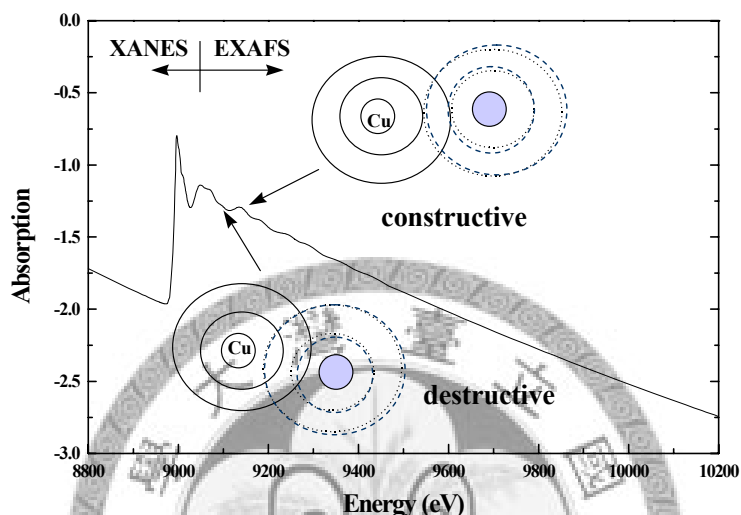 XANES EXAFS
Cu
constructive
Cu
destructive
Absorption
0.0
-0.5
-1.0
-1.5
-2.0
-2.5
-3.0
8800 9000 9200 9400 9600 9800 10000 10200
Energy (eV)